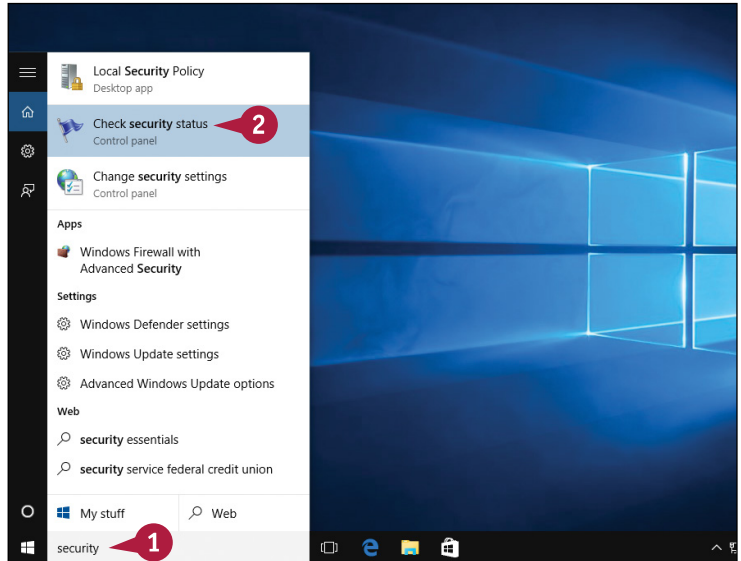 Local Security Policy
Desktop app
Check security status
2
Control panel
Change security settings
Control panel
Apps
Windows Firewall with
Advanced Security
Settings
Windows Defender settings
Windows Update settings
Advanced Windows Update options
Web
security essentials
security service federal credit union
My stuff
Web
security
1